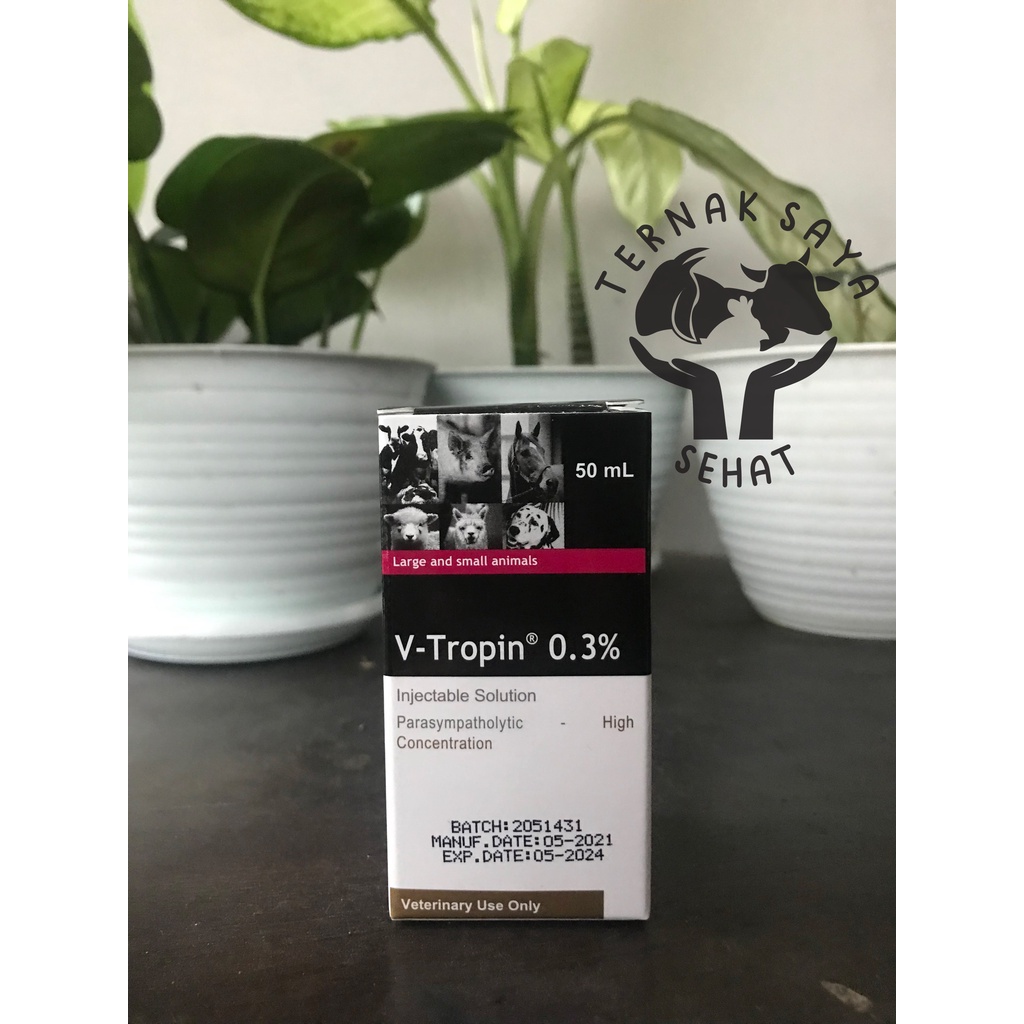 TERNAK SAYA
SEHAT
50 mL
Large and small animals
V-Tropin® 0.3%
Injectable Solution
Parasympatholytic - High
Concentration
BATCH:2051431
MANUF.DATE:05-2021
EXP.DATE:05-2024
Veterinary Use Only